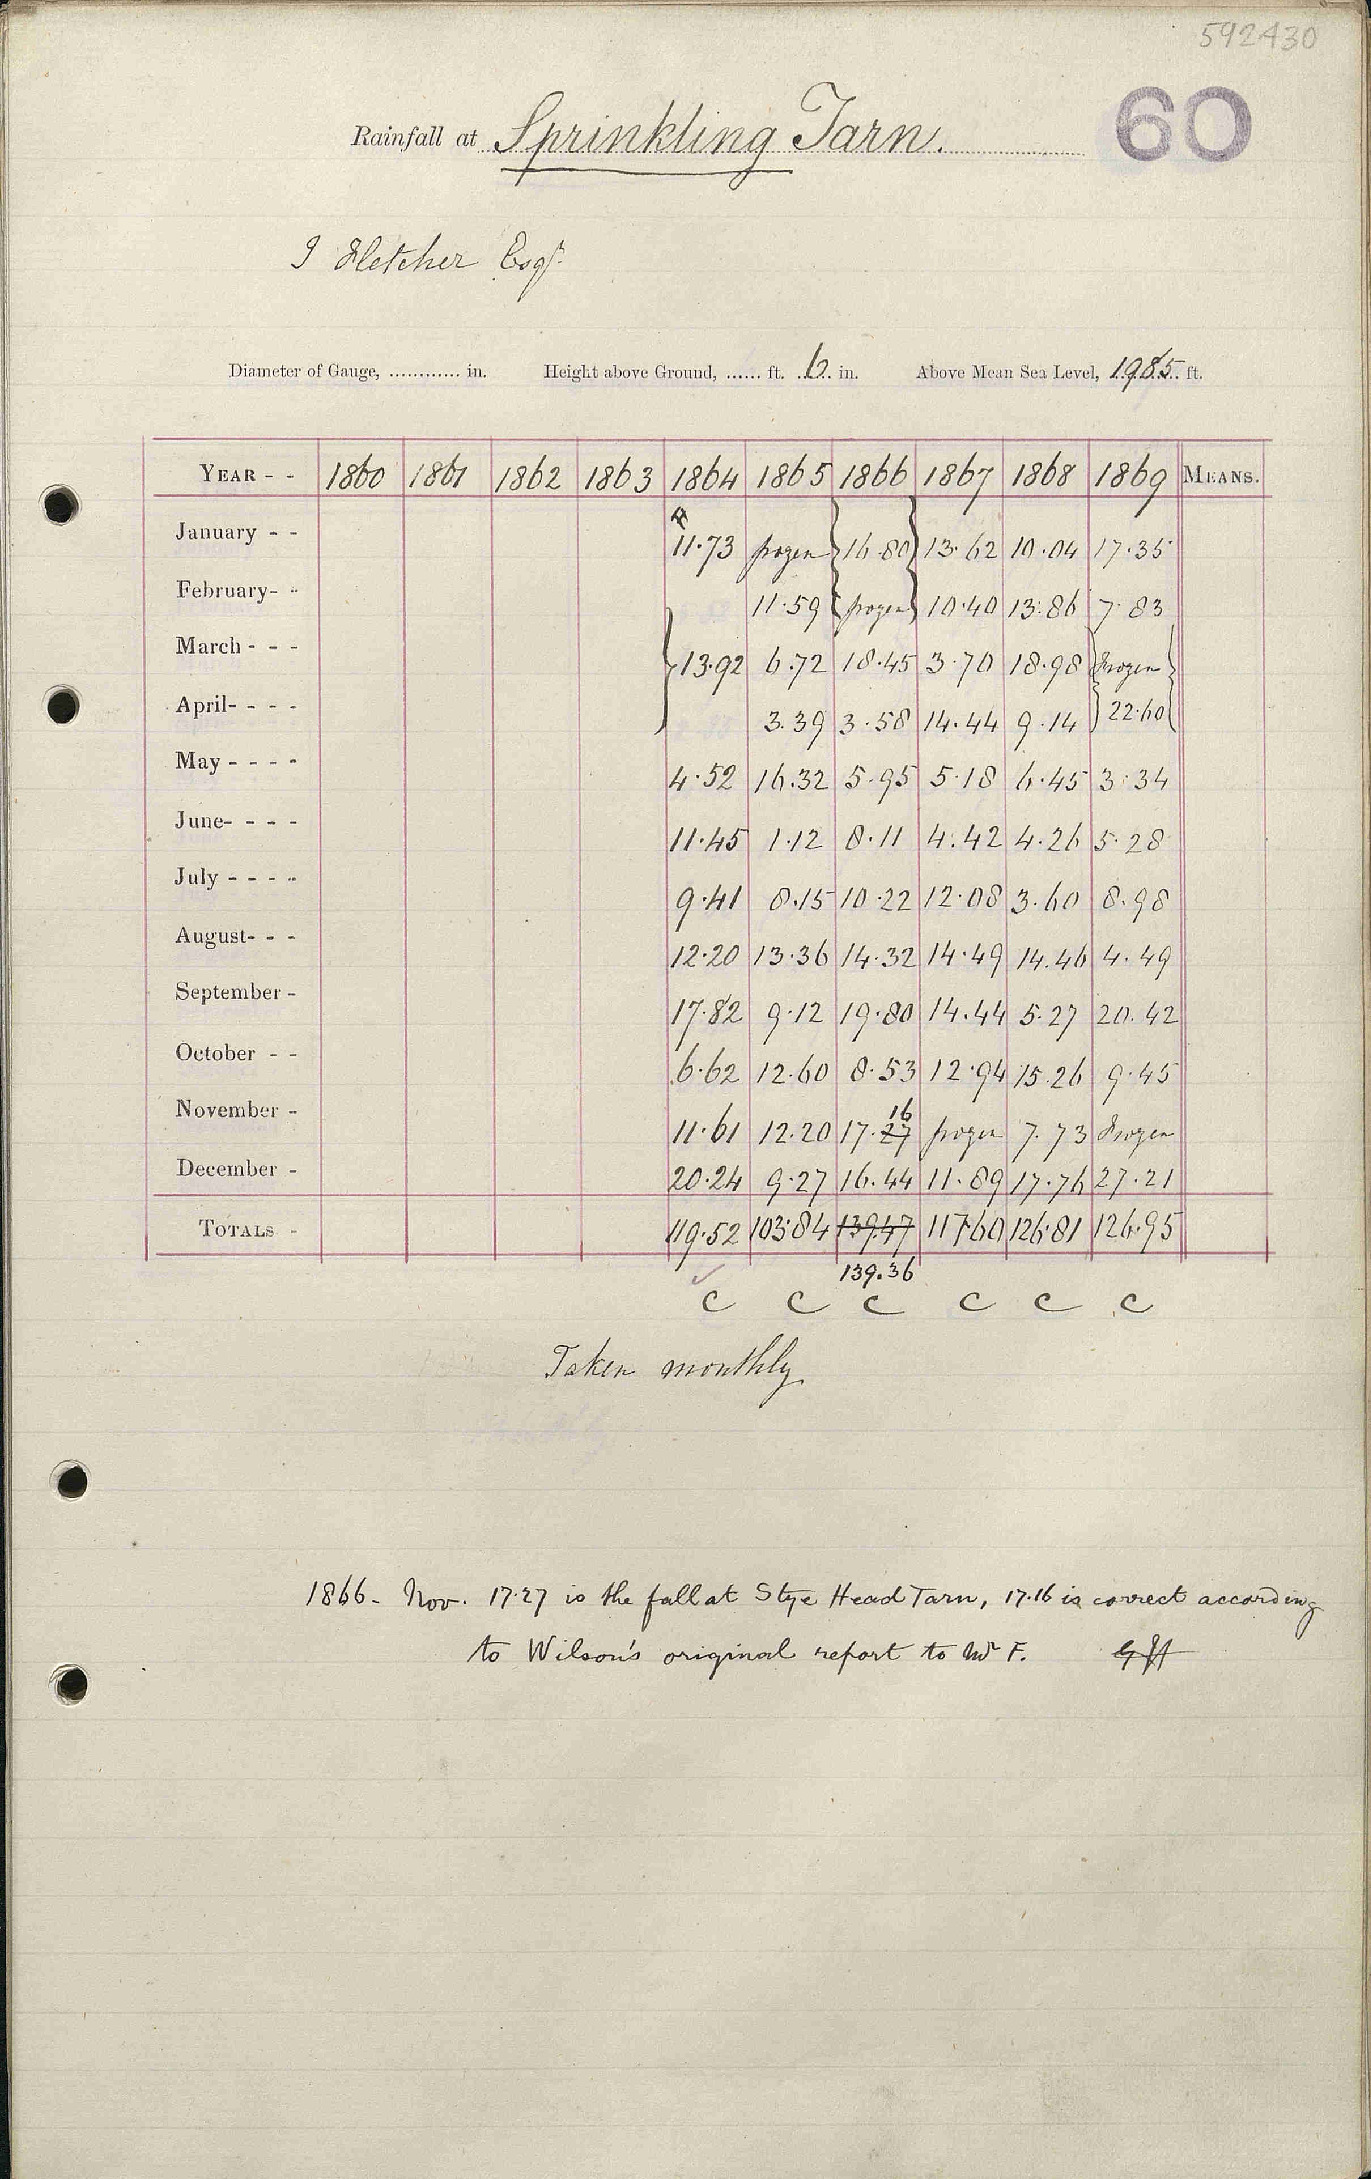 592430
60
Rainfall at Sprinkling Tarn.
I Fletcher Esqr.
Diameter of Gauge, ............ in. Height above Ground, ...... ft. 6 in. Above Mean Sea Level, 1985 ft.
YEAR - - 1860 1861 1862 1863 1864 1865 1866 1867 1868 1869 MEANS.
January - - 11.73 frozen } 16.80 } 13.62 10.04 17.35
February- - 11.59 { frozen } 10.40 13.86 7.83
March - - - } 13.92 6.72 18.45 3.70 18.98 } Frozen }
April- - - - 3.39 3.58 14.44 9.14 } 22.60 {
May - - - - 4.52 16.32 5.95 5.18 6.45 3.34
June- - - - 11.45 1.12 8.11 4.42 4.26 5.28
July - - - - 9.41 8.15 10.22 12.08 3.60 8.98
August- - - 12.20 13.36 14.32 14.49 14.46 4.49
September - 17.82 9.12 19.80 14.44 5.27 20.42
October - - 6.62 12.60 8.53 12.94 15.26 9.45
16
November - 11.61 12.20 17.27 frozen 7.73 Frozen
December - 20.24 9.27 16.44 11.89 17.76 27.21
TOTALS - 119.52 103.84 139.47 117.60 126.81 126.95
139.36
c c c c c c
Taken monthly
1866 - Nov. 17.27 is the fall at Stye Head Tarn, 17.16 is correct according
to Wilson's original report to Mr F.